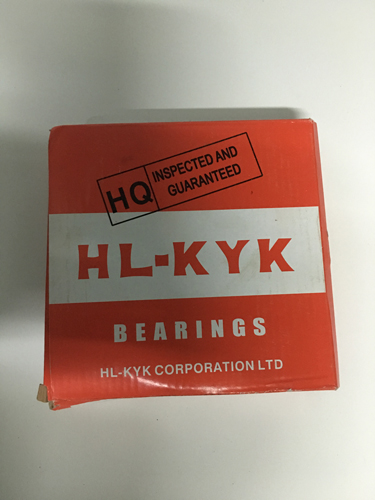 HQ INSPECTED AND
GUARANTEED
HL-KYK
BEARINGS
HL-KYK CORPORATION LTD